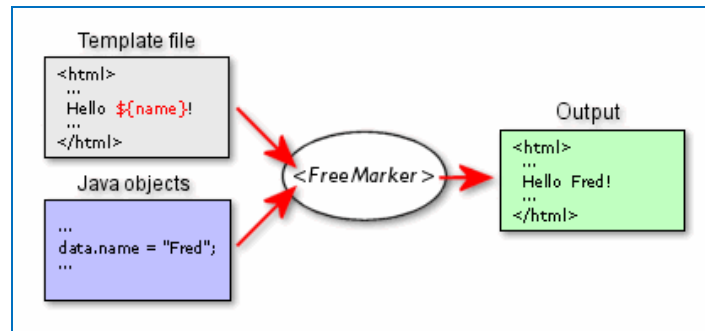 Template file
<html>
...
Hello ${name}!
...
</html>
Java objects
...
data.name = "Fred";
...
<FreeMarker>
Output
<html>
...
Hello Fred!
...
</html>